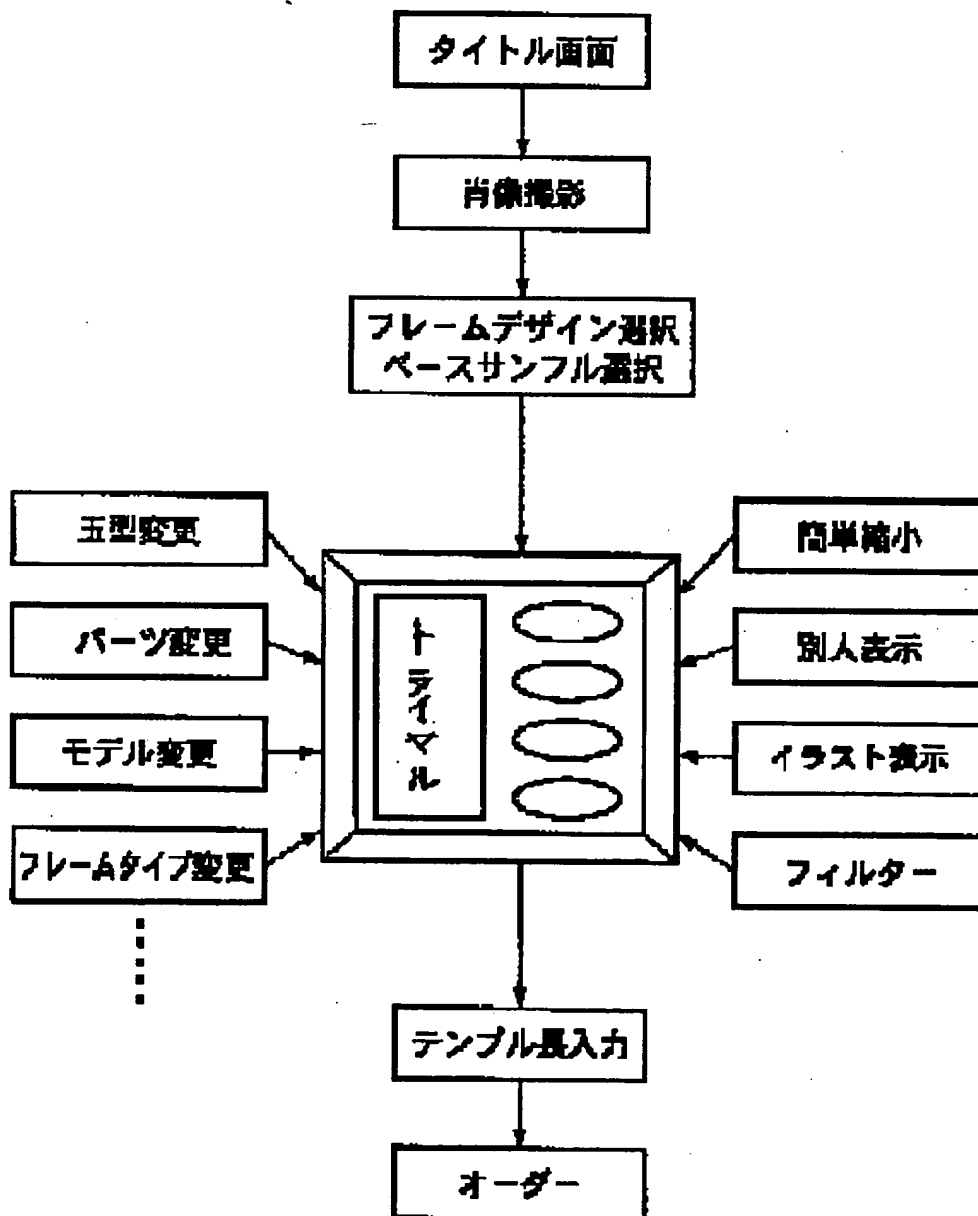 タイトル画面
肖像撮影
フレームデザイン選択
ベースサンプル選択
玉型変更
パーツ変更
モデル変更
フレームタイプ変更
トライアル
簡単縮小
別人表示
イラスト表示
フィルター
テンプル長入力
オーダー